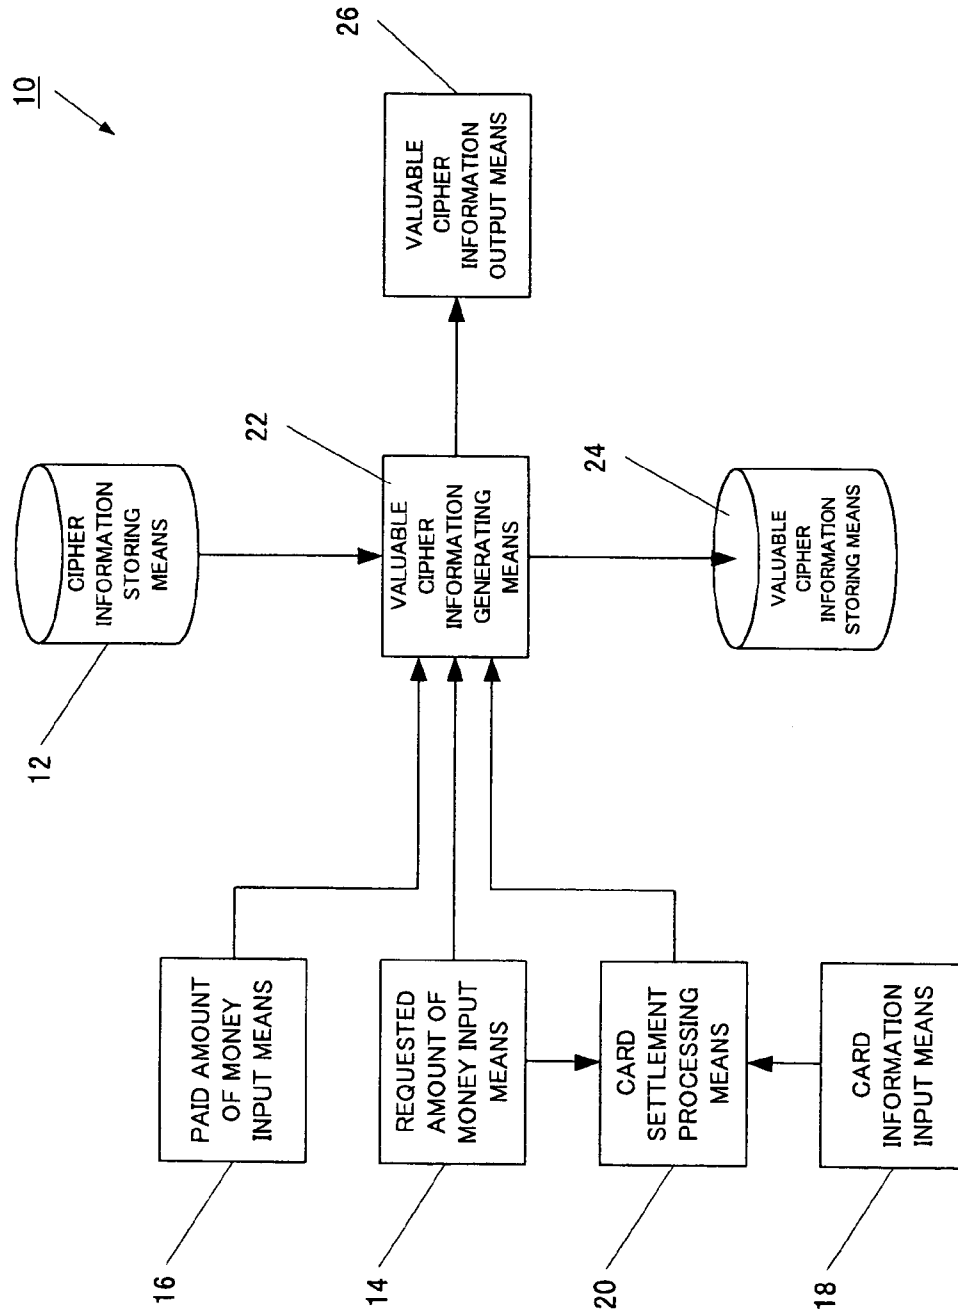 10
CIPHER
INFORMATION
STORING
MEANS
12
PAID AMOUNT
OF MONEY
INPUT MEANS
16
REQUESTED
AMOUNT OF
MONEY INPUT
MEANS
14
CARD
SETTLEMENT
PROCESSING
MEANS
20
CARD
INFORMATION
INPUT MEANS
18
VALUABLE
CIPHER
INFORMATION
GENERATING
MEANS
22
VALUABLE
CIPHER
INFORMATION
OUTPUT MEANS
26
VALUABLE
CIPHER
INFORMATION
STORING MEANS
24